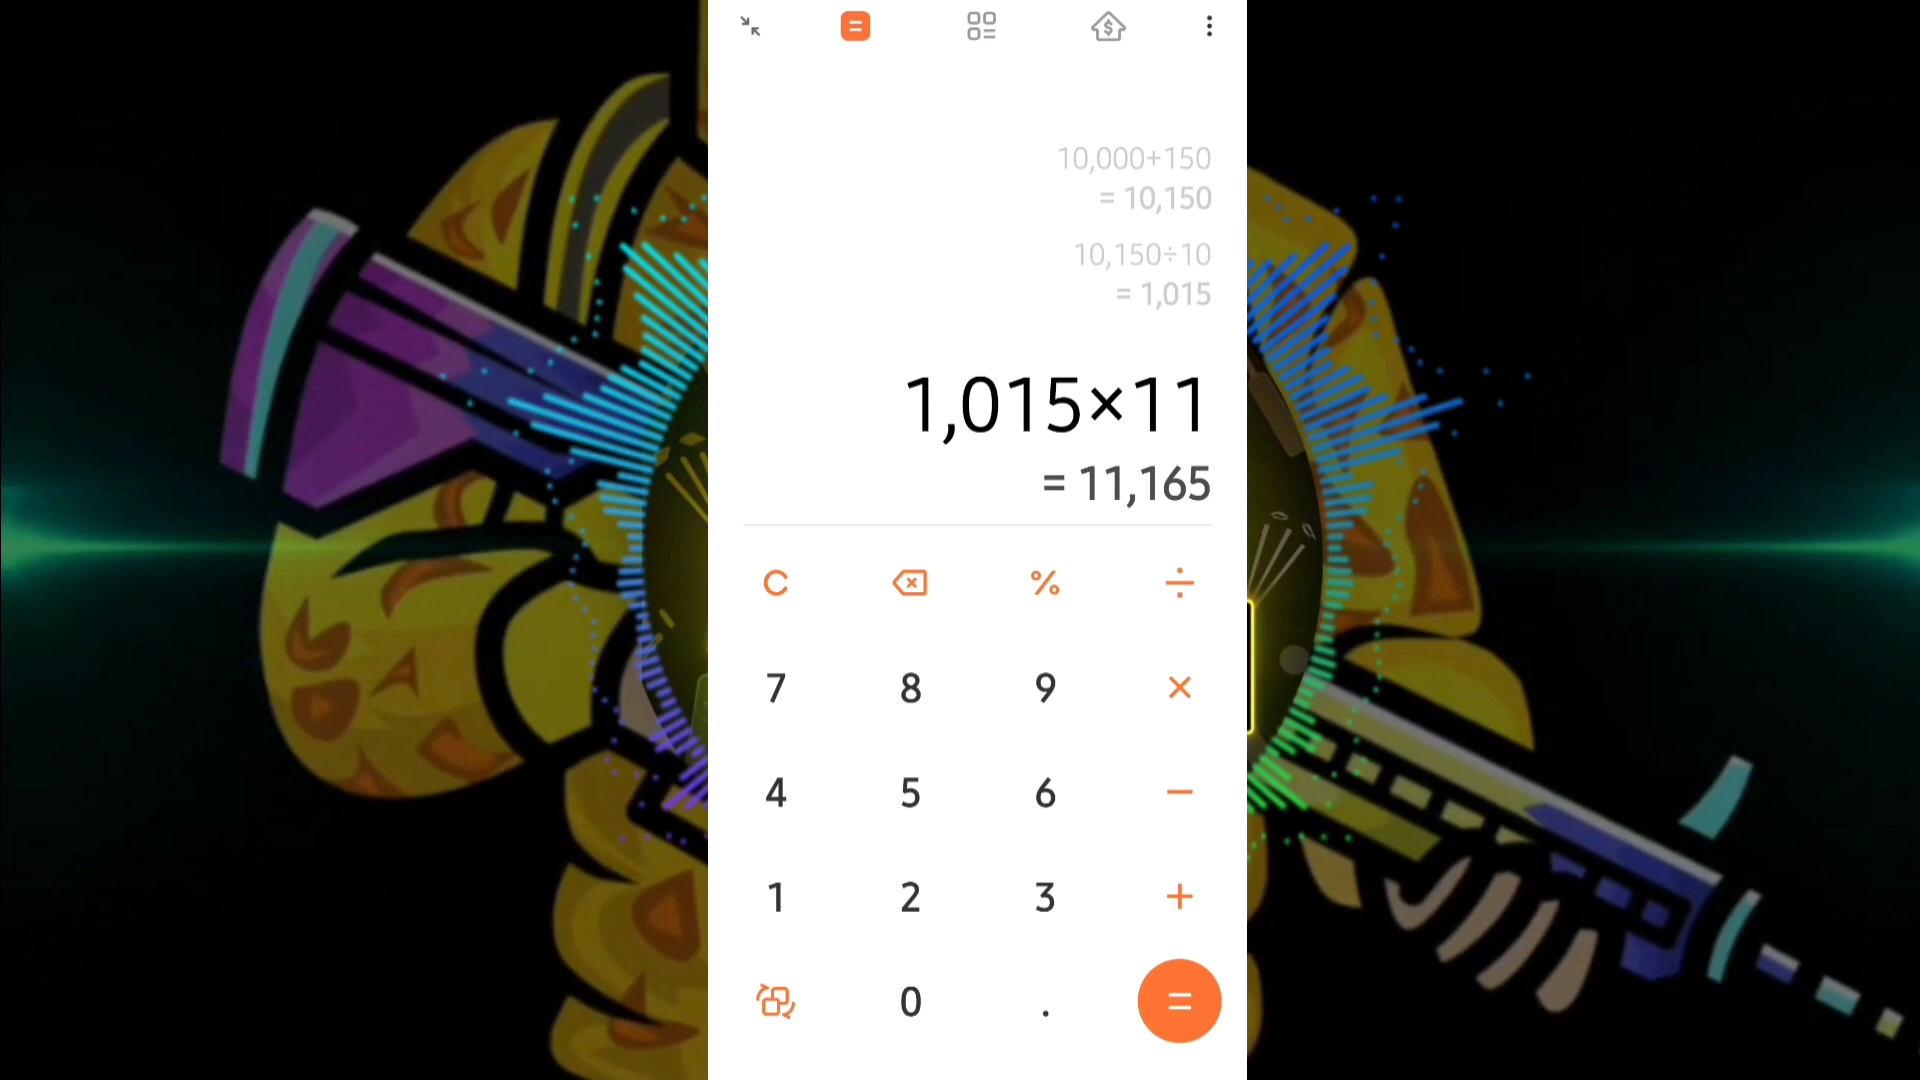 10,000+150
= 10,150
10,150÷10
= 1,015
1,015×11
= 11,165
C % ÷
7 8 9 ×
4 5 6 −
1 2 3 +
0 . =